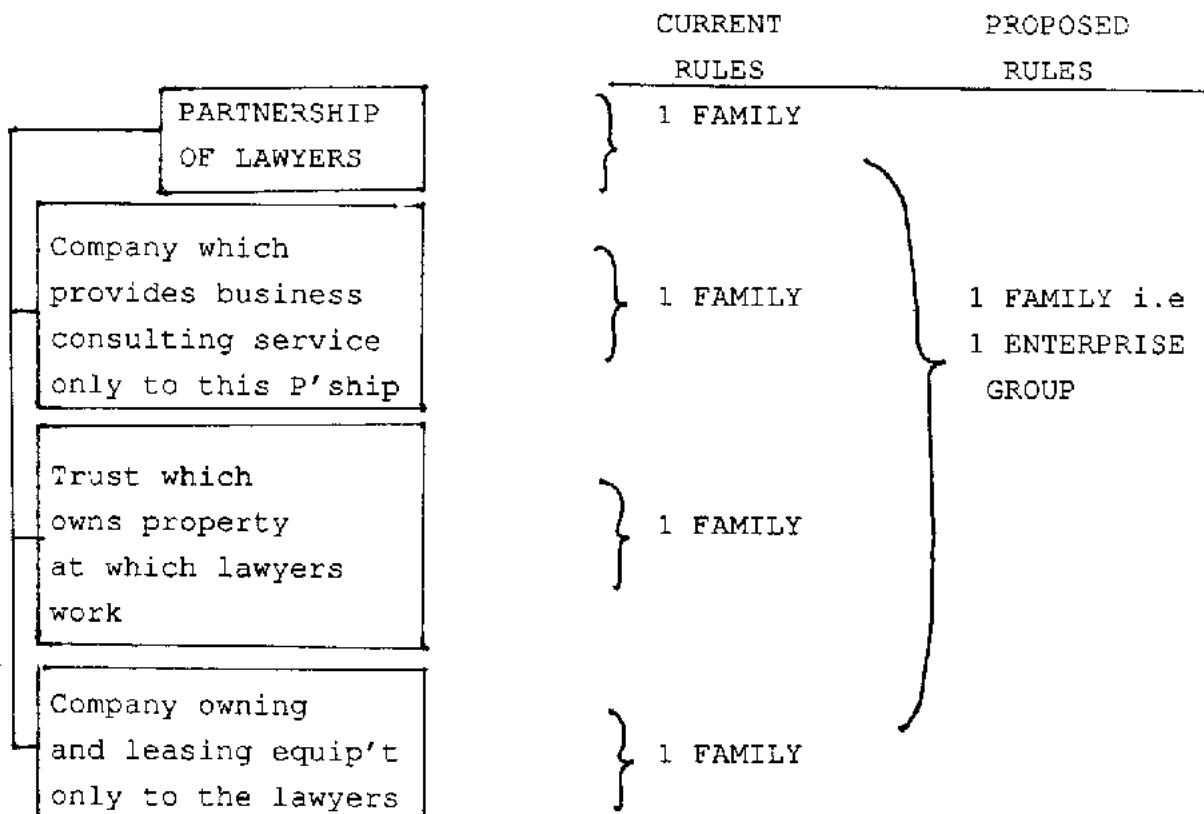 CURRENT PROPOSED
RULES RULES
PARTNERSHIP
OF LAWYERS
1 FAMILY
Company which
provides business
consulting service
only to this P'ship
1 FAMILY
1 FAMILY i.e
1 ENTERPRISE
GROUP
Trust which
owns property
at which lawyers
work
1 FAMILY
Company owning
and leasing equip't
only to the lawyers
1 FAMILY